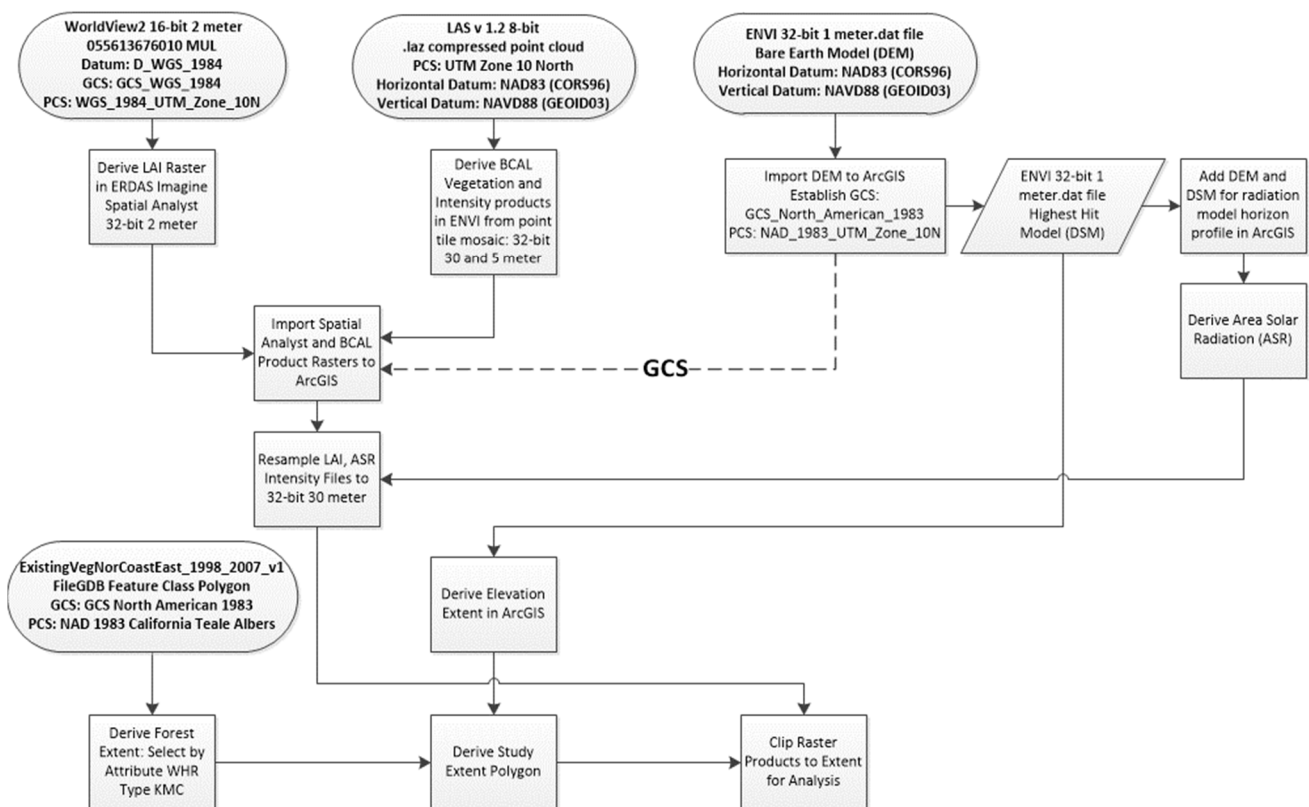 WorldView2 16-bit 2 meter
055613676010 MUL
Datum: D_WGS_1984
GCS: GCS_WGS_1984
PCS: WGS_1984_UTM_Zone_10N
LAS v 1.2 8-bit
.laz compressed point cloud
PCS: UTM Zone 10 North
Horizontal Datum: NAD83 (CORS96)
Vertical Datum: NAVD88 (GEOID03)
ENVI 32-bit 1 meter.dat file
Bare Earth Model (DEM)
Horizontal Datum: NAD83 (CORS96)
Vertical Datum: NAVD88 (GEOID03)
Derive LAI Raster
in ERDAS Imagine
Spatial Analyst
32-bit 2 meter
Derive BCAL
Vegetation and
Intensity products
in ENVI from point
tile mosaic: 32-bit
30 and 5 meter
Import DEM to ArcGIS
Establish GCS:
GCS_North_American_1983
PCS: NAD_1983_UTM_Zone_10N
ENVI 32-bit 1
meter.dat file
Highest Hit
Model (DSM)
Add DEM and
DSM for radiation
model horizon
profile in ArcGIS
Import Spatial
Analyst and BCAL
Product Rasters to
ArcGIS
GCS
Derive Area Solar
Radiation (ASR)
Resample LAI, ASR
Intensity Files to
32-bit 30 meter
ExistingVegNorCoastEast_1998_2007_v1
FileGDB Feature Class Polygon
GCS: GCS North American 1983
PCS: NAD 1983 California Teale Albers
Derive Elevation
Extent in ArcGIS
Derive Forest
Extent: Select by
Attribute WHR
Type KMC
Derive Study
Extent Polygon
Clip Raster
Products to Extent
for Analysis